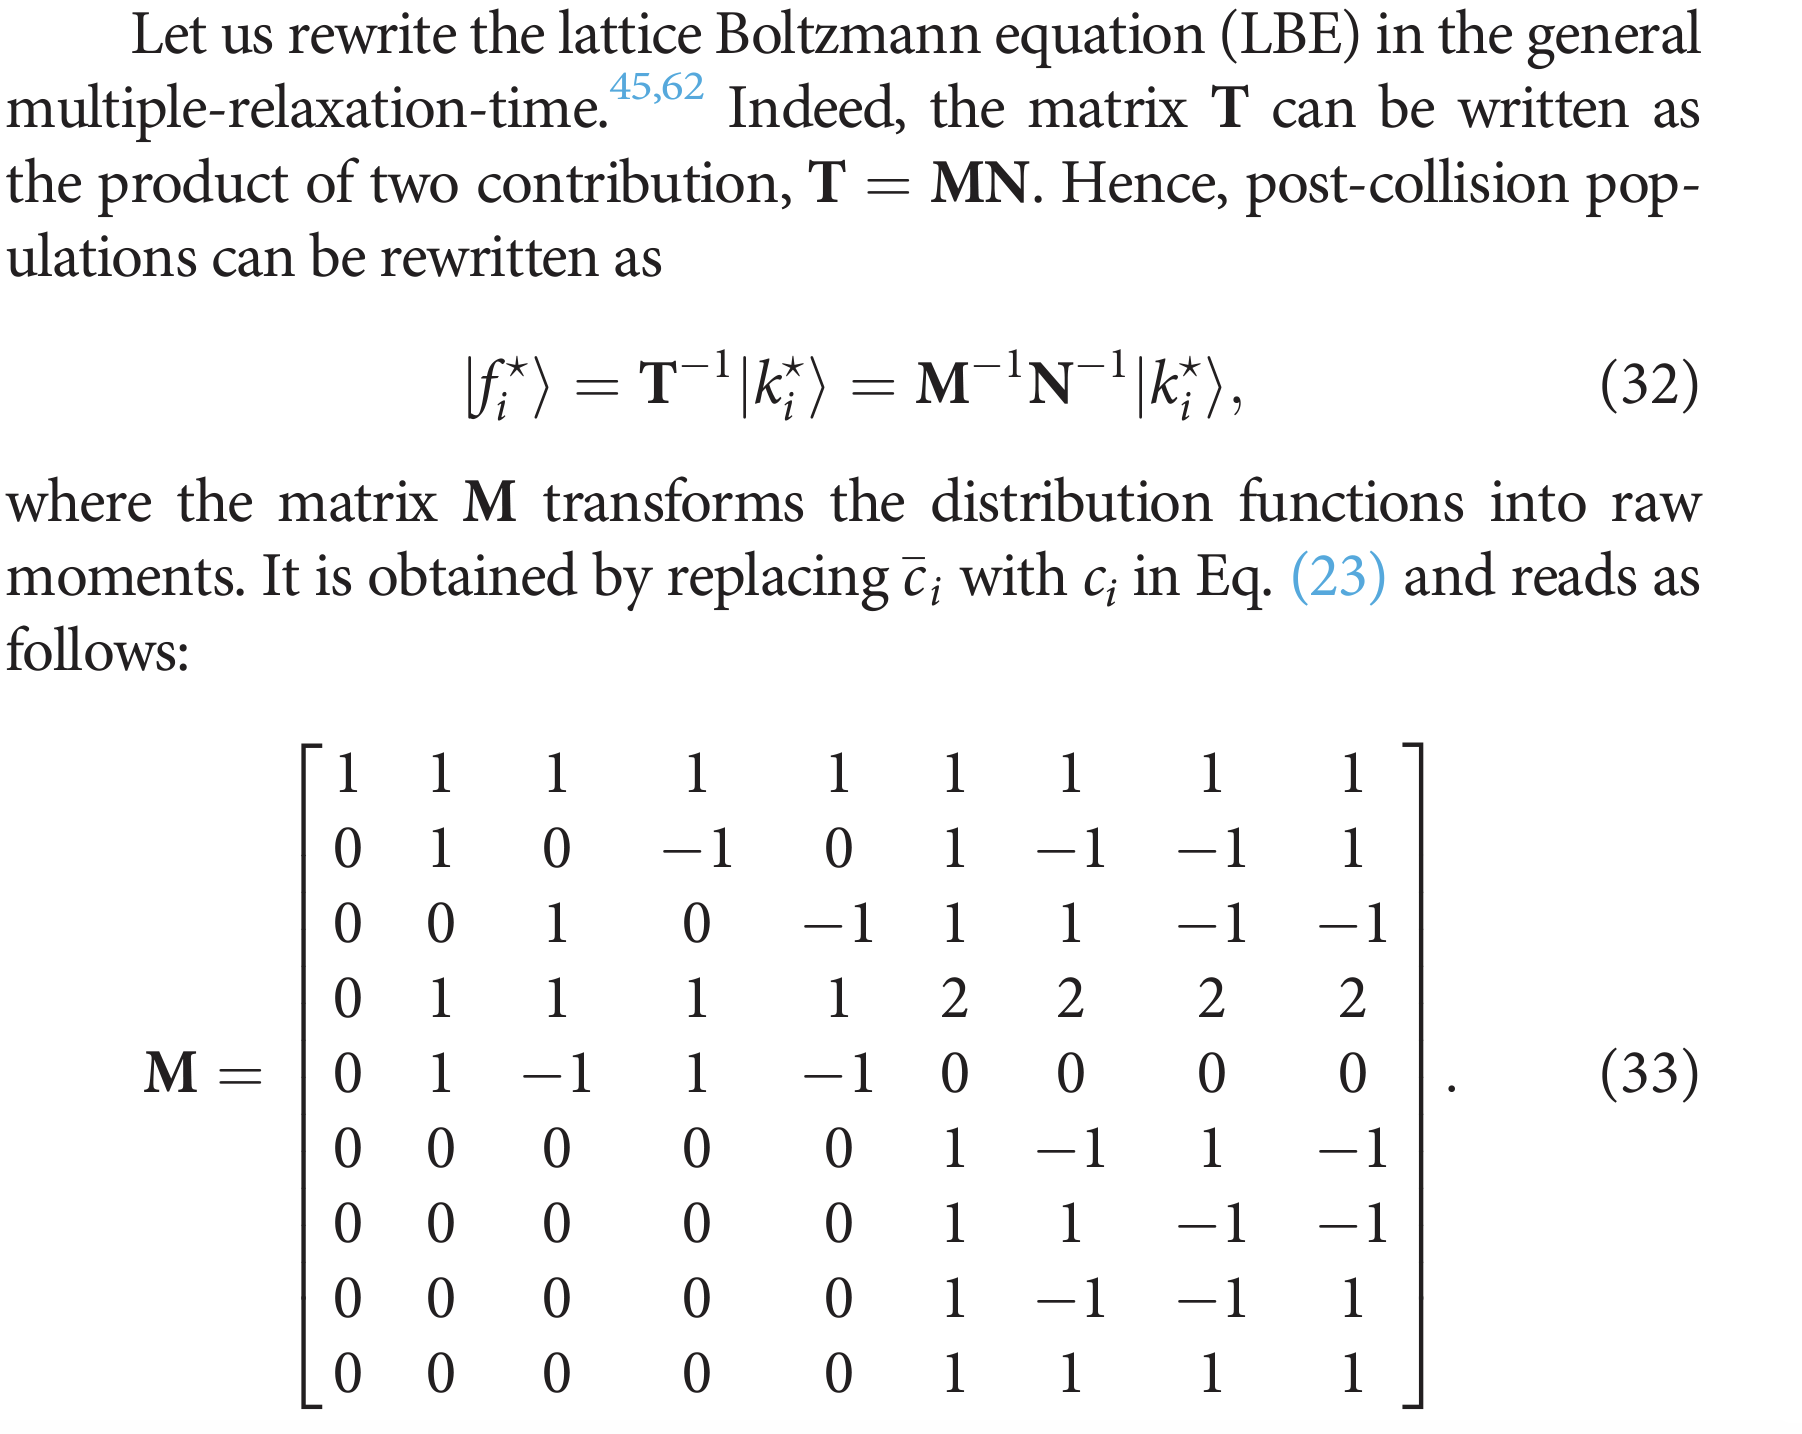 Let us rewrite the lattice Boltzmann equation (LBE) in the general
multiple-relaxation-time.45,62 Indeed, the matrix T can be written as
the product of two contribution, T = MN. Hence, post-collision pop-
ulations can be rewritten as
|f_i^⋆⟩ = T^−1|k_i^⋆⟩ = M^−1N^−1|k_i^⋆⟩, (32)
where the matrix M transforms the distribution functions into raw
moments. It is obtained by replacing c̄_i with c_i in Eq. (23) and reads as
follows:
1 1 1 1 1 1 1 1 1
0 1 0 −1 0 1 −1 −1 1
0 0 1 0 −1 1 1 −1 −1
0 1 1 1 1 2 2 2 2
M = 0 1 −1 1 −1 0 0 0 0 . (33)
0 0 0 0 0 1 −1 1 −1
0 0 0 0 0 1 1 −1 −1
0 0 0 0 0 1 −1 −1 1
0 0 0 0 0 1 1 1 1